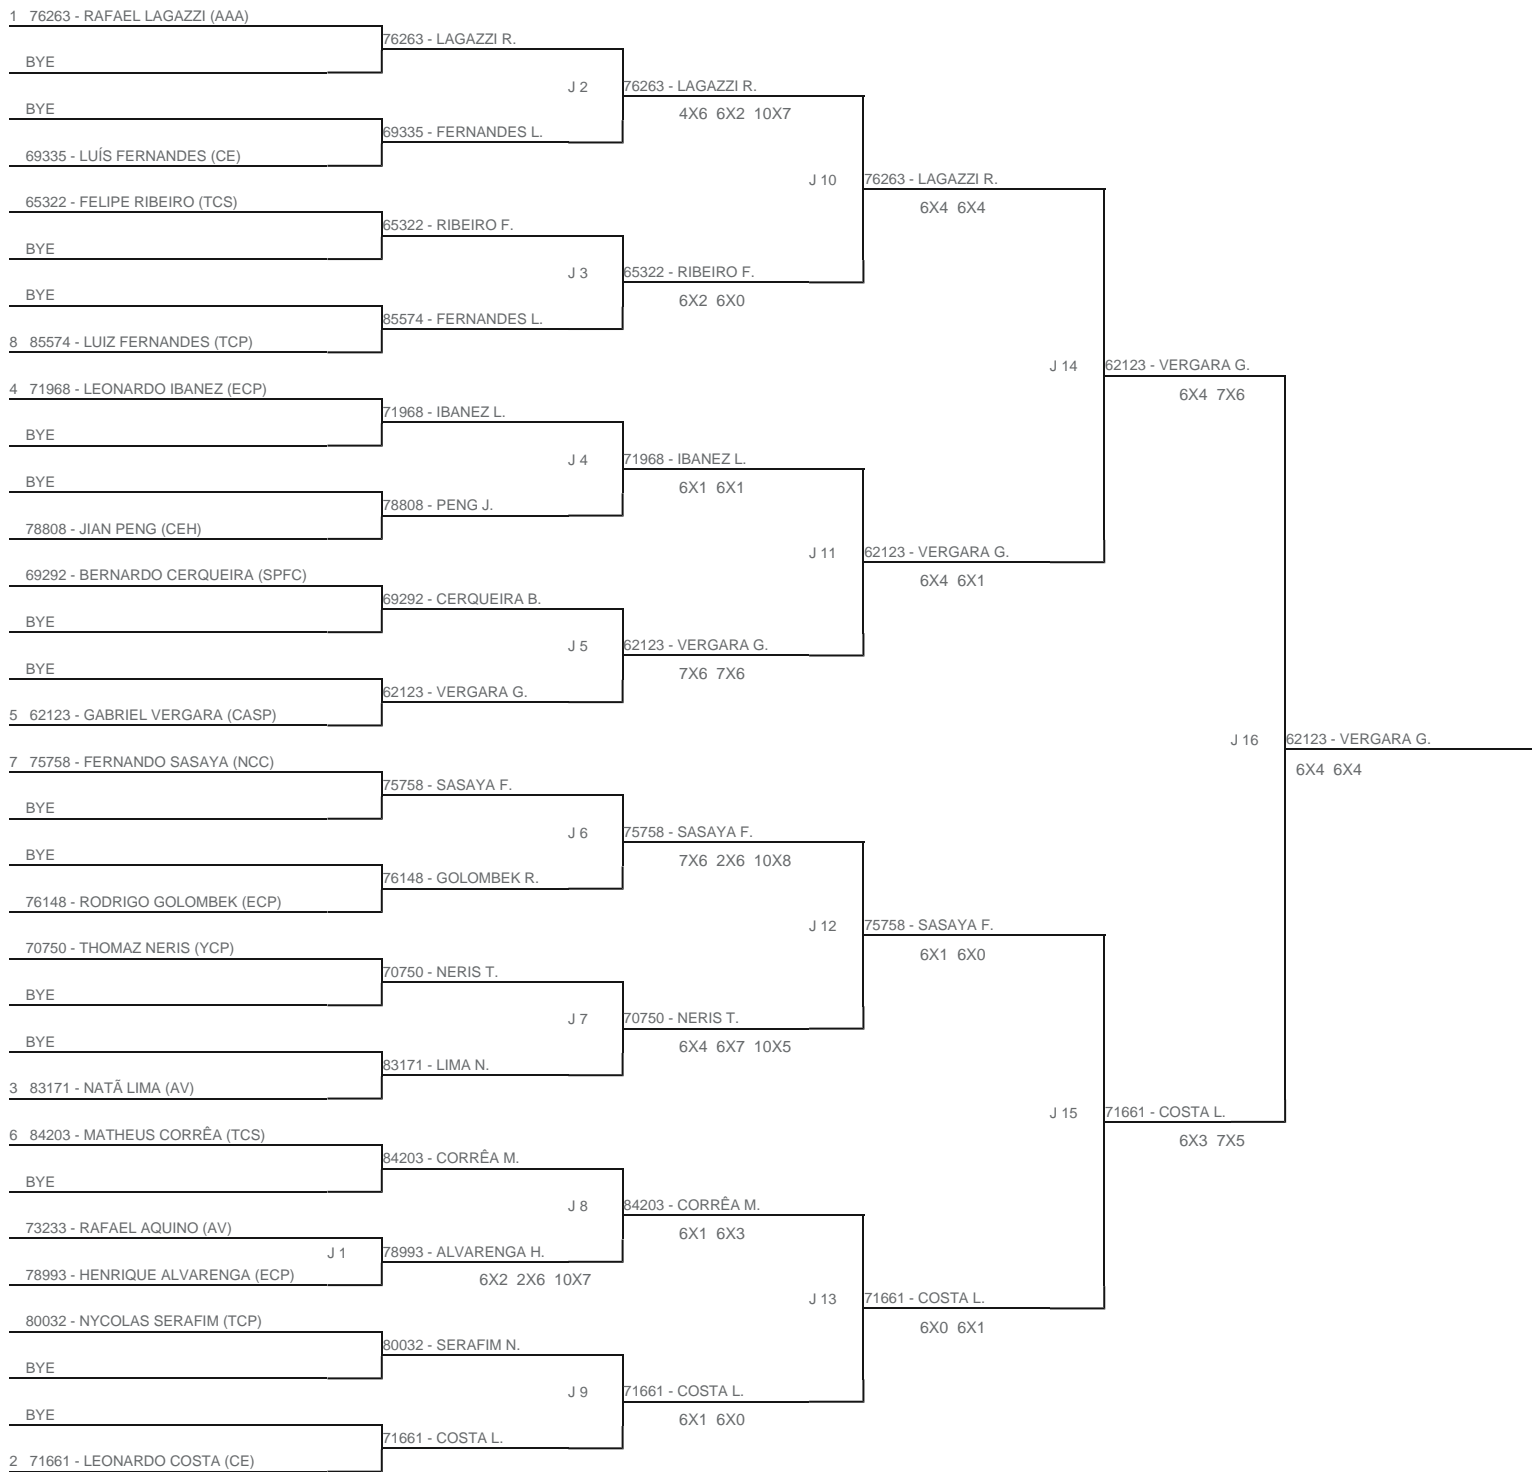 1 76263 - RAFAEL LAGAZZI (AAA)
76263 - LAGAZZI R.
BYE
J 2 76263 - LAGAZZI R.
4X6 6X2 10X7
BYE
69335 - FERNANDES L.
69335 - LUÍS FERNANDES (CE)
J 10 76263 - LAGAZZI R.
6X4 6X4
65322 - FELIPE RIBEIRO (TCS)
65322 - RIBEIRO F.
BYE
J 3 65322 - RIBEIRO F.
6X2 6X0
BYE
85574 - FERNANDES L.
8 85574 - LUIZ FERNANDES (TCP)
J 14 62123 - VERGARA G.
6X4 7X6
4 71968 - LEONARDO IBANEZ (ECP)
71968 - IBANEZ L.
BYE
J 4 71968 - IBANEZ L.
6X1 6X1
BYE
78808 - PENG J.
78808 - JIAN PENG (CEH)
J 11 62123 - VERGARA G.
6X4 6X1
69292 - BERNARDO CERQUEIRA (SPFC)
69292 - CERQUEIRA B.
BYE
J 5 62123 - VERGARA G.
7X6 7X6
BYE
62123 - VERGARA G.
5 62123 - GABRIEL VERGARA (CASP)
J 16 62123 - VERGARA G.
6X4 6X4
7 75758 - FERNANDO SASAYA (NCC)
75758 - SASAYA F.
BYE
J 6 75758 - SASAYA F.
7X6 2X6 10X8
BYE
76148 - GOLOMBEK R.
76148 - RODRIGO GOLOMBEK (ECP)
J 12 75758 - SASAYA F.
6X1 6X0
70750 - THOMAZ NERIS (YCP)
70750 - NERIS T.
BYE
J 7 70750 - NERIS T.
6X4 6X7 10X5
BYE
83171 - LIMA N.
3 83171 - NATÃ LIMA (AV)
J 15 71661 - COSTA L.
6X3 7X5
6 84203 - MATHEUS CORRÊA (TCS)
84203 - CORRÊA M.
BYE
J 8 84203 - CORRÊA M.
6X1 6X3
73233 - RAFAEL AQUINO (AV)
J 1 78993 - ALVARENGA H.
6X2 2X6 10X7
78993 - HENRIQUE ALVARENGA (ECP)
J 13 71661 - COSTA L.
6X0 6X1
80032 - NYCOLAS SERAFIM (TCP)
80032 - SERAFIM N.
BYE
J 9 71661 - COSTA L.
6X1 6X0
BYE
71661 - COSTA L.
2 71661 - LEONARDO COSTA (CE)